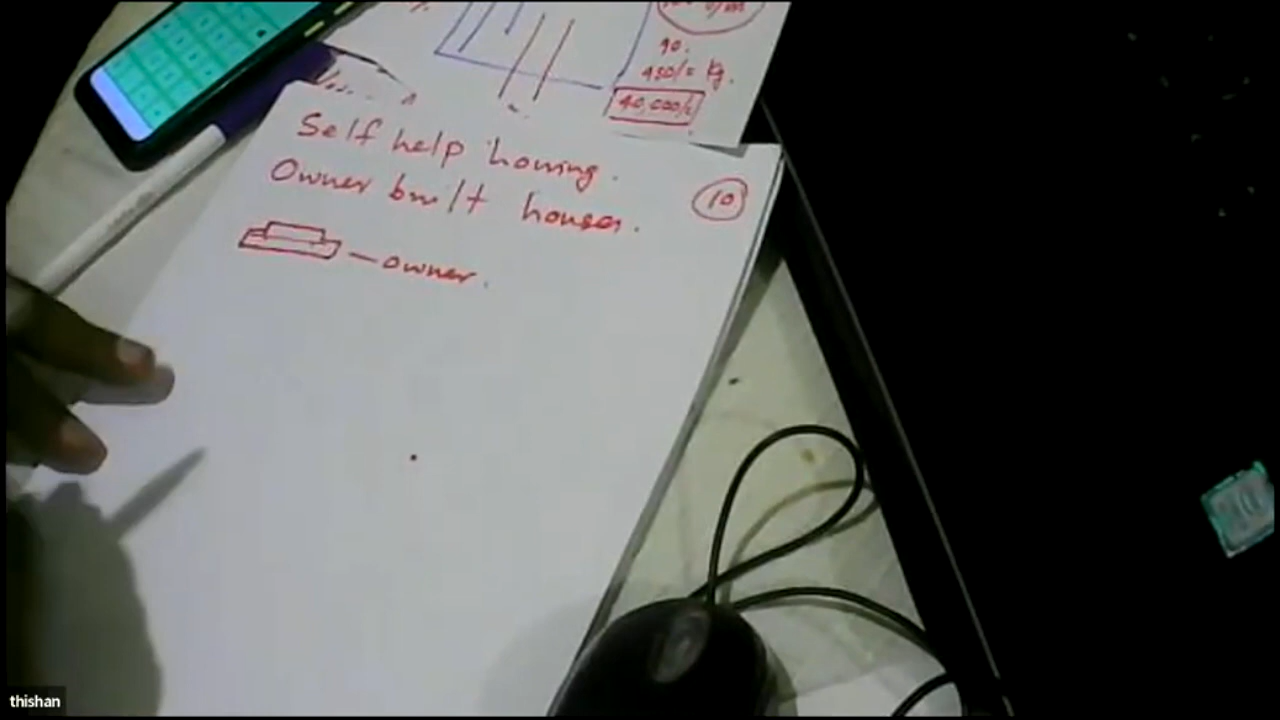 90.
450/= Kg.
40,000/=
Self help housing.
Owner built houses.
10
owner.
thishan